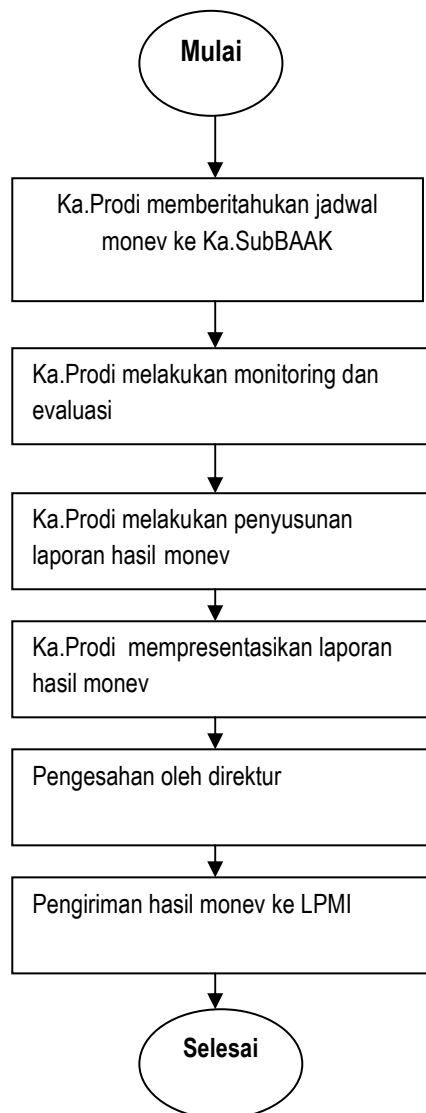 Mulai
Ka.Prodi memberitahukan jadwal
monev ke Ka.SubBAAK
Ka.Prodi melakukan monitoring dan
evaluasi
Ka.Prodi melakukan penyusunan
laporan hasil monev
Ka.Prodi mempresentasikan laporan
hasil monev
Pengesahan oleh direktur
Pengiriman hasil monev ke LPMI
Selesai